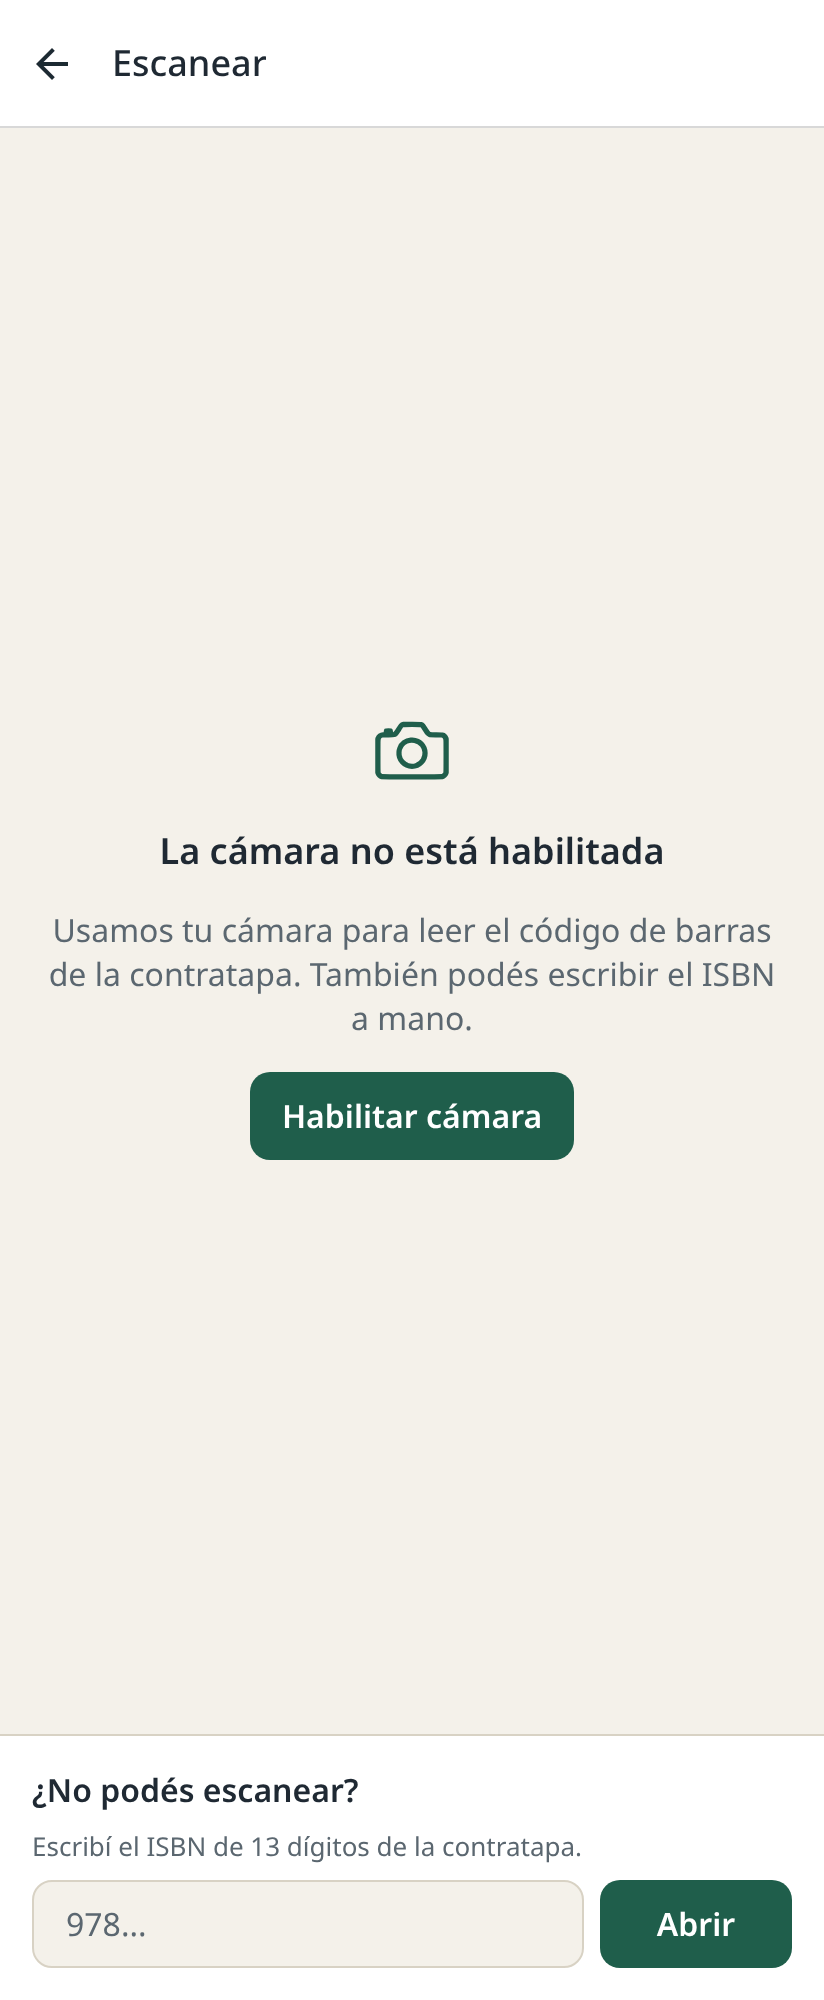 Escanear
La cámara no está habilitada
Usamos tu cámara para leer el código de barras
de la contratapa. También podés escribir el ISBN
a mano.
Habilitar cámara
¿No podés escanear?
Escribí el ISBN de 13 dígitos de la contratapa.
978...
Abrir